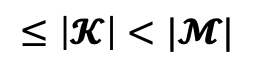 ≤ |𝓚| < |𝓜|